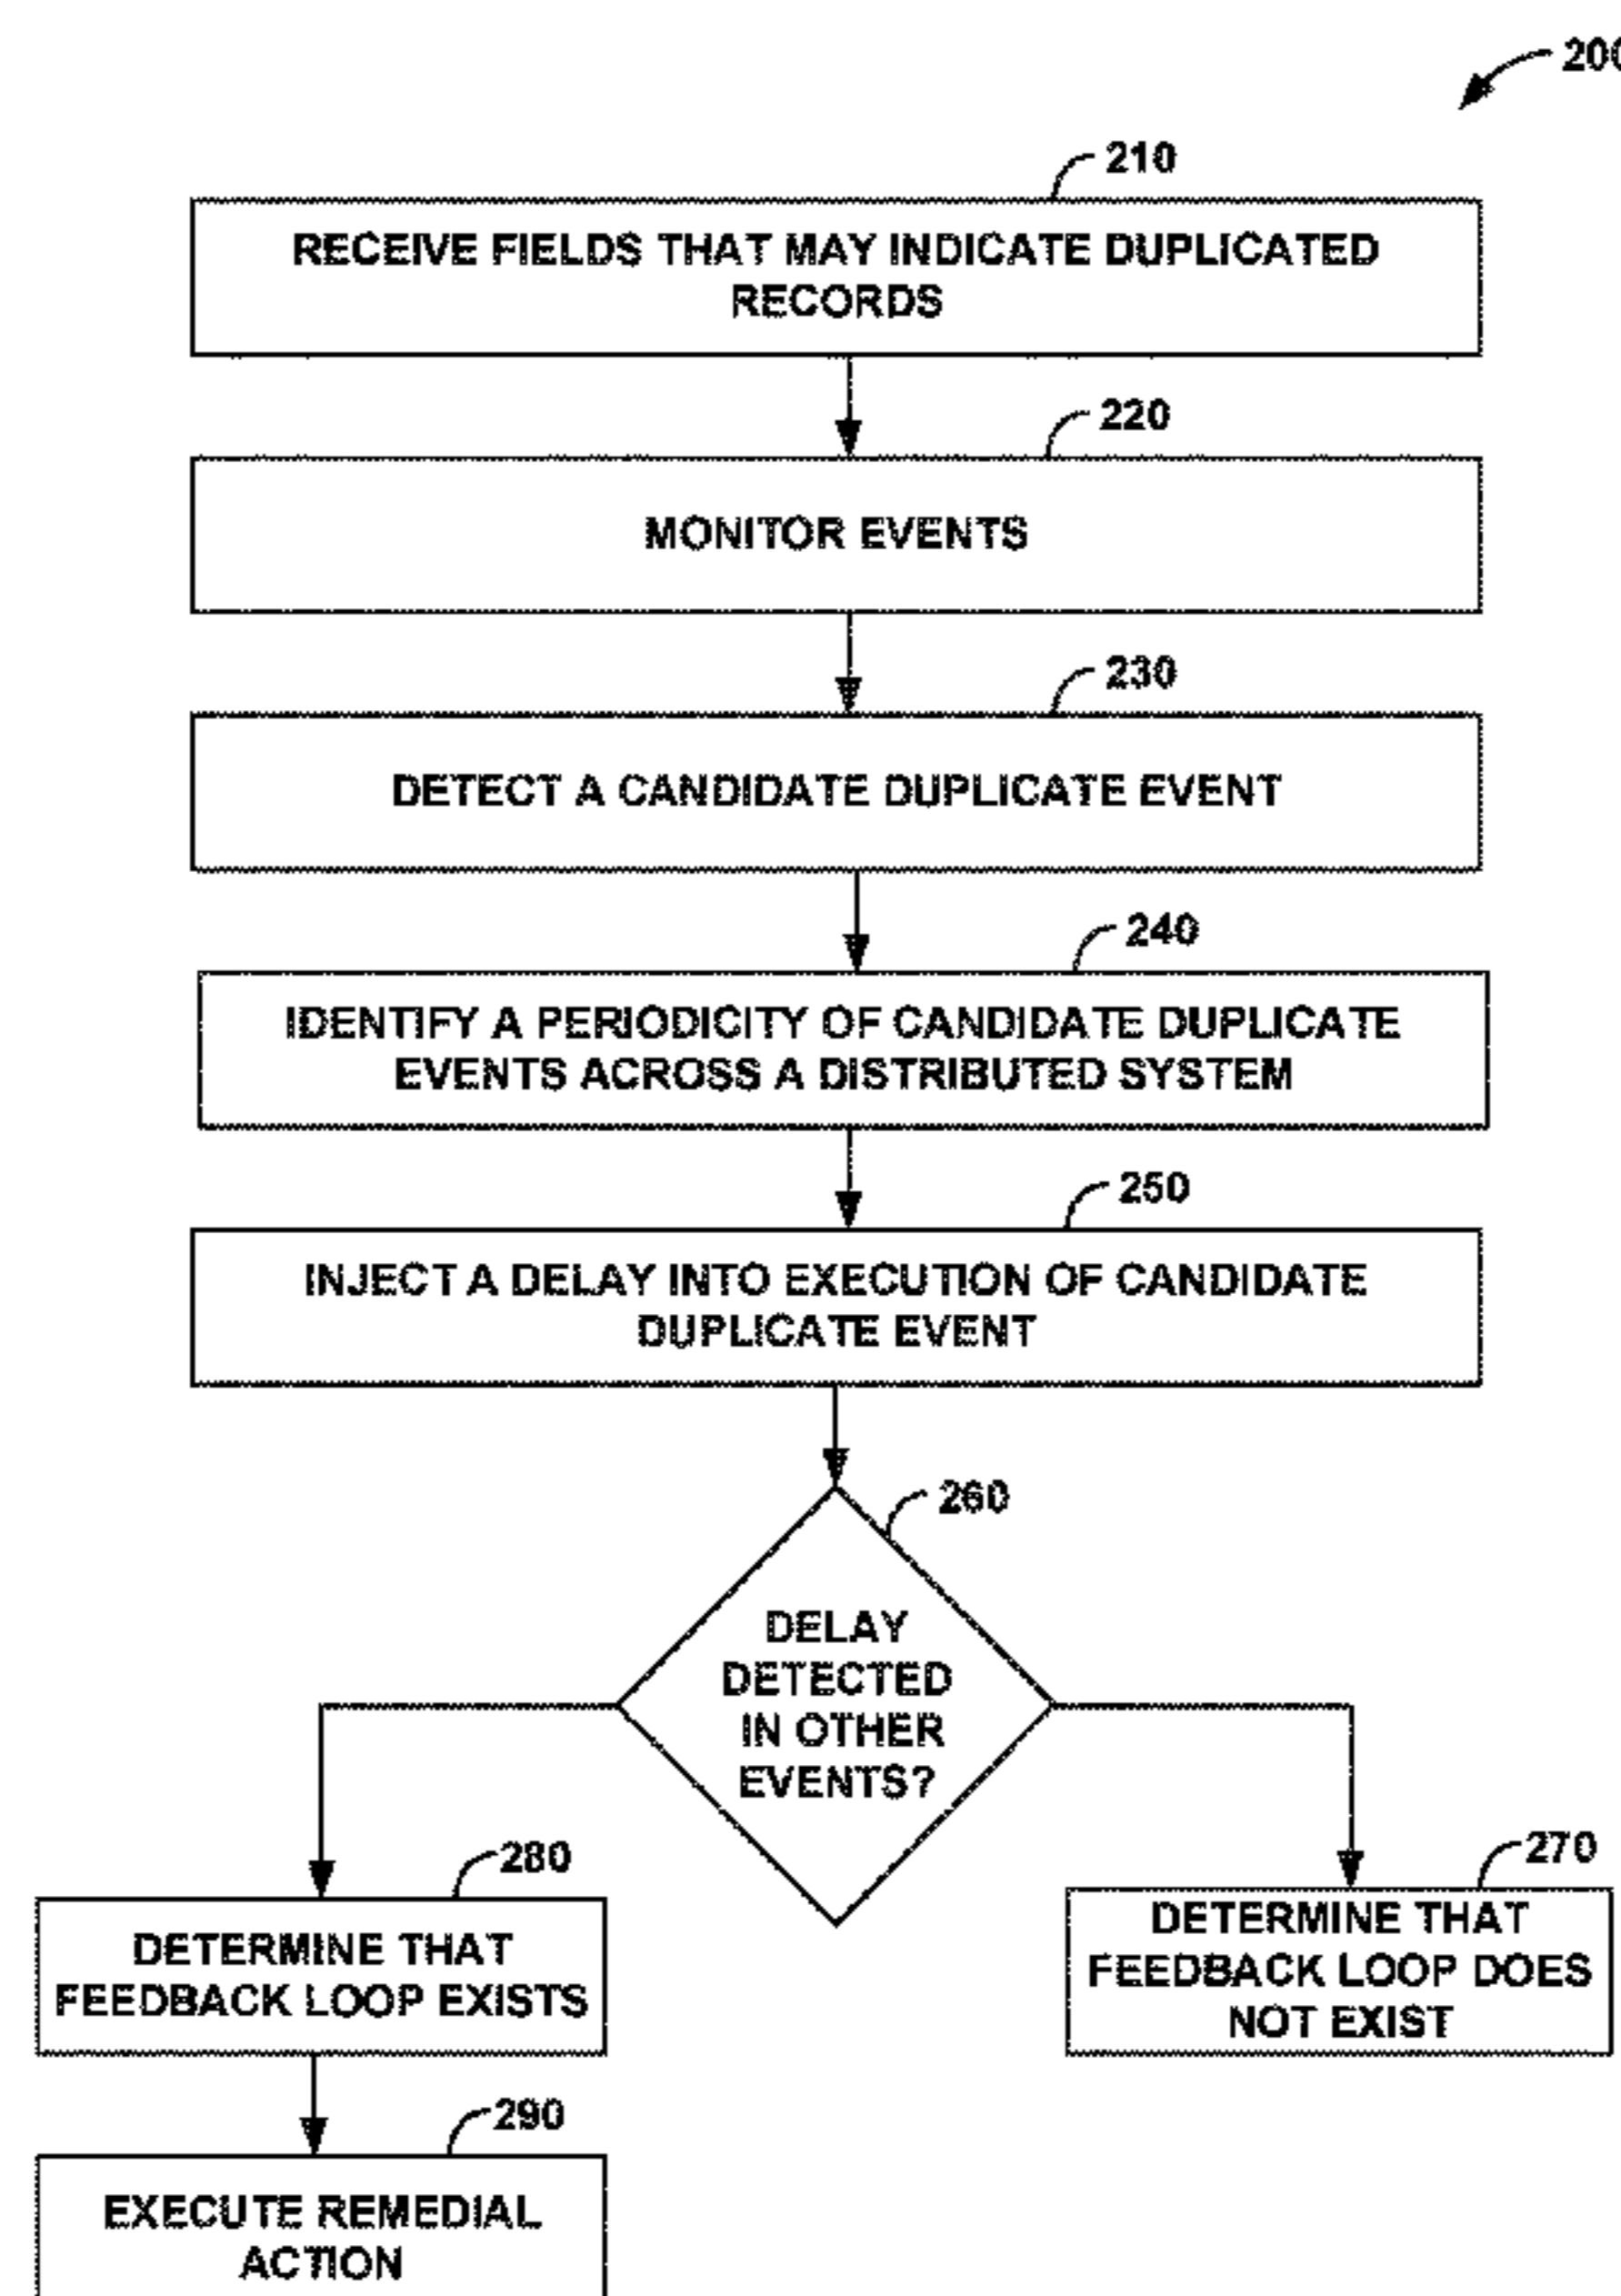 200
210
RECEIVE FIELDS THAT MAY INDICATE DUPLICATED
RECORDS
220
MONITOR EVENTS
230
DETECT A CANDIDATE DUPLICATE EVENT
240
IDENTIFY A PERIODICITY OF CANDIDATE DUPLICATE
EVENTS ACROSS A DISTRIBUTED SYSTEM
250
INJECT A DELAY INTO EXECUTION OF CANDIDATE
DUPLICATE EVENT
260
DELAY
DETECTED
IN OTHER
EVENTS?
280
DETERMINE THAT
FEEDBACK LOOP EXISTS
270
DETERMINE THAT
FEEDBACK LOOP DOES
NOT EXIST
290
EXECUTE REMEDIAL
ACTION